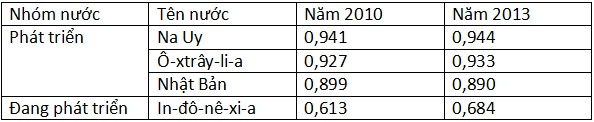 Nhóm nước Tên nước Năm 2010 Năm 2013
Phát triển Na Uy 0,941 0,944
Ô-xtrây-li-a 0,927 0,933
Nhật Bản 0,899 0,890
Đang phát triển In-đô-nê-xi-a 0,613 0,684